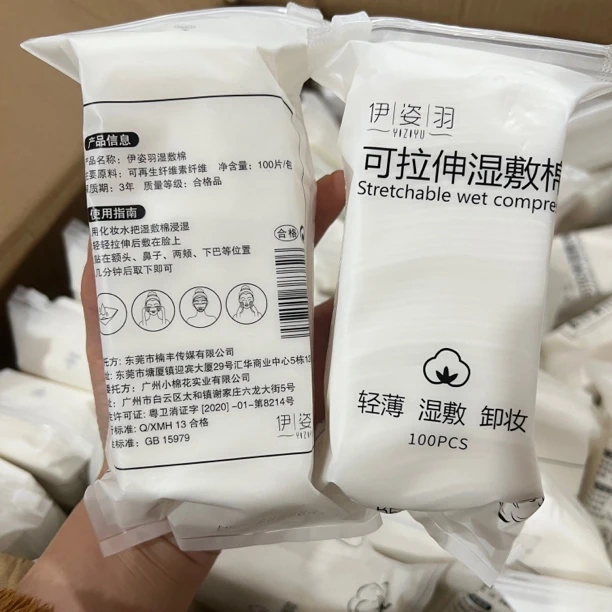 产品信息
产品名称: 伊姿羽湿敷棉
主要原料: 可再生纤维素纤维 净含量: 100片/包
保质期: 3年 质量等级: 合格品
使用指南
用化妆水把湿敷棉浸湿
轻轻拉伸后敷在脸上
贴在额头、鼻子、两颊、下巴等位置
几分钟后取下即可
合格
托方: 东莞市楠丰传媒有限公司
址: 东莞市塘厦镇迎宾大厦29号汇华商业中心5栋1
委托方: 广州小棉花实业有限公司
址: 广州市白云区太和镇谢家庄六龙大街5号
许可证: 粤卫消证字 [2020] -01-第8214号
标准: Q/XMH 13 合格
标准: GB 15979
伊姿
YIZIYU
伊姿羽
YIZIYU
可拉伸湿敷棉
Stretchable wet compre
轻薄 湿敷 卸妆
100PCS